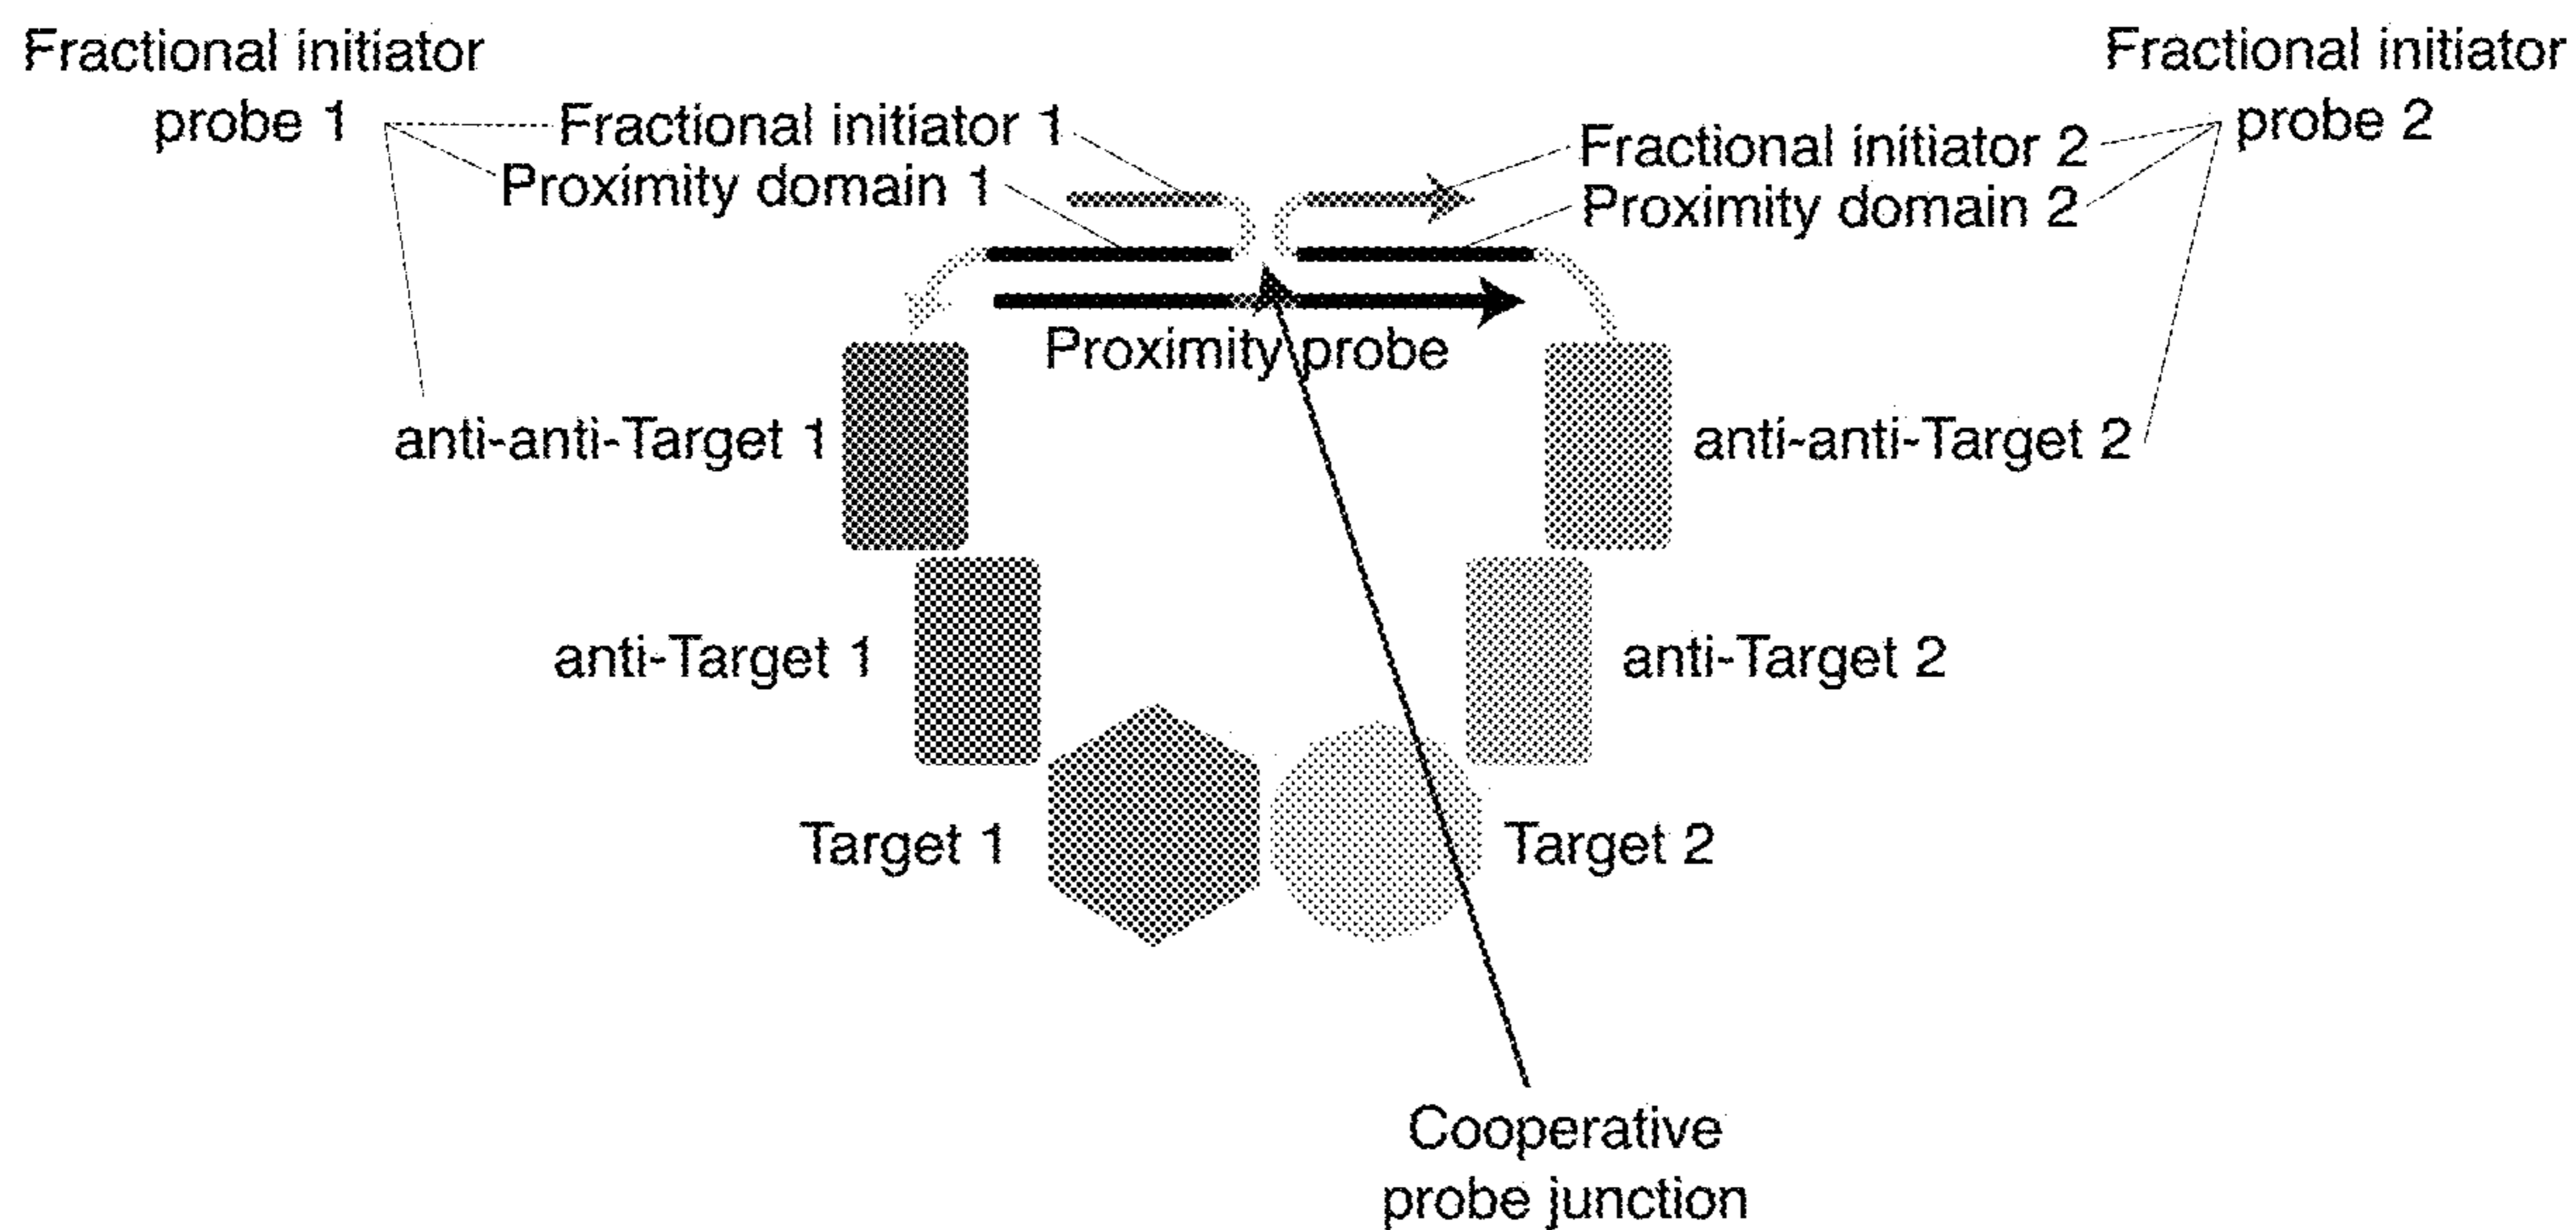 Fractional initiator
probe 1
Fractional initiator 1
Proximity domain 1
Fractional initiator
probe 2
Fractional initiator 2
Proximity domain 2
Proximity probe
anti-anti-Target 1
anti-anti-Target 2
anti-Target 1
anti-Target 2
Target 1
Target 2
Cooperative
probe junction